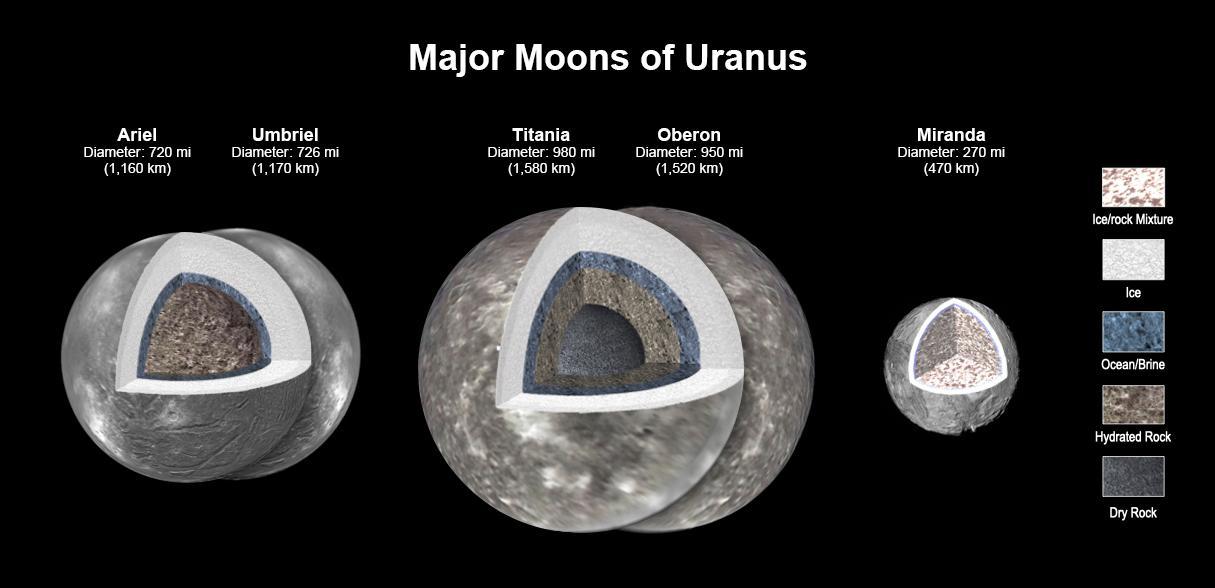 Major Moons of Uranus
Ariel
Diameter: 720 mi
(1,160 km)
Umbriel
Diameter: 726 mi
(1,170 km)
Titania
Diameter: 980 mi
(1,580 km)
Oberon
Diameter: 950 mi
(1,520 km)
Miranda
Diameter: 270 mi
(470 km)
Ice/rock Mixture
Ice
Ocean/Brine
Hydrated Rock
Dry Rock